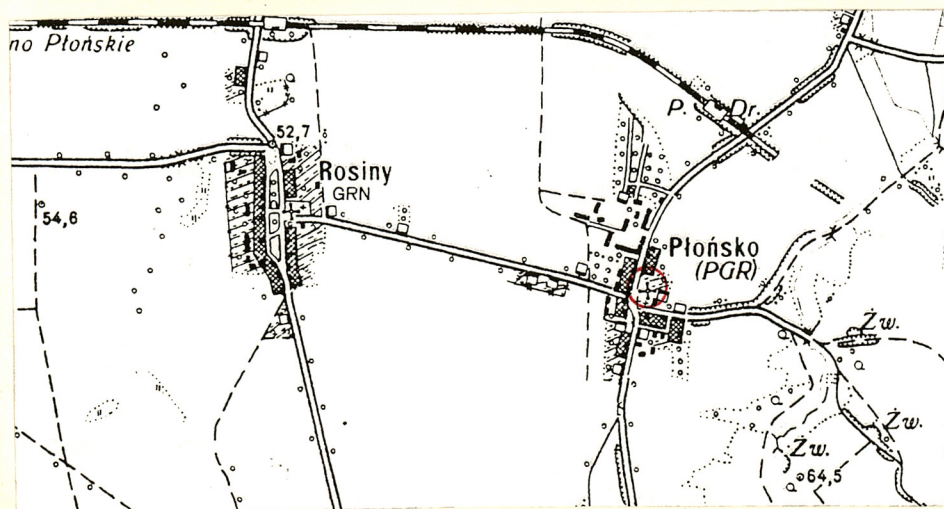 no Płońskie
P. Dr.
52,7
Rosiny
GRN
54,6
Płońsko
(PGR)
Żw.
Żw.
Żw.
64,5